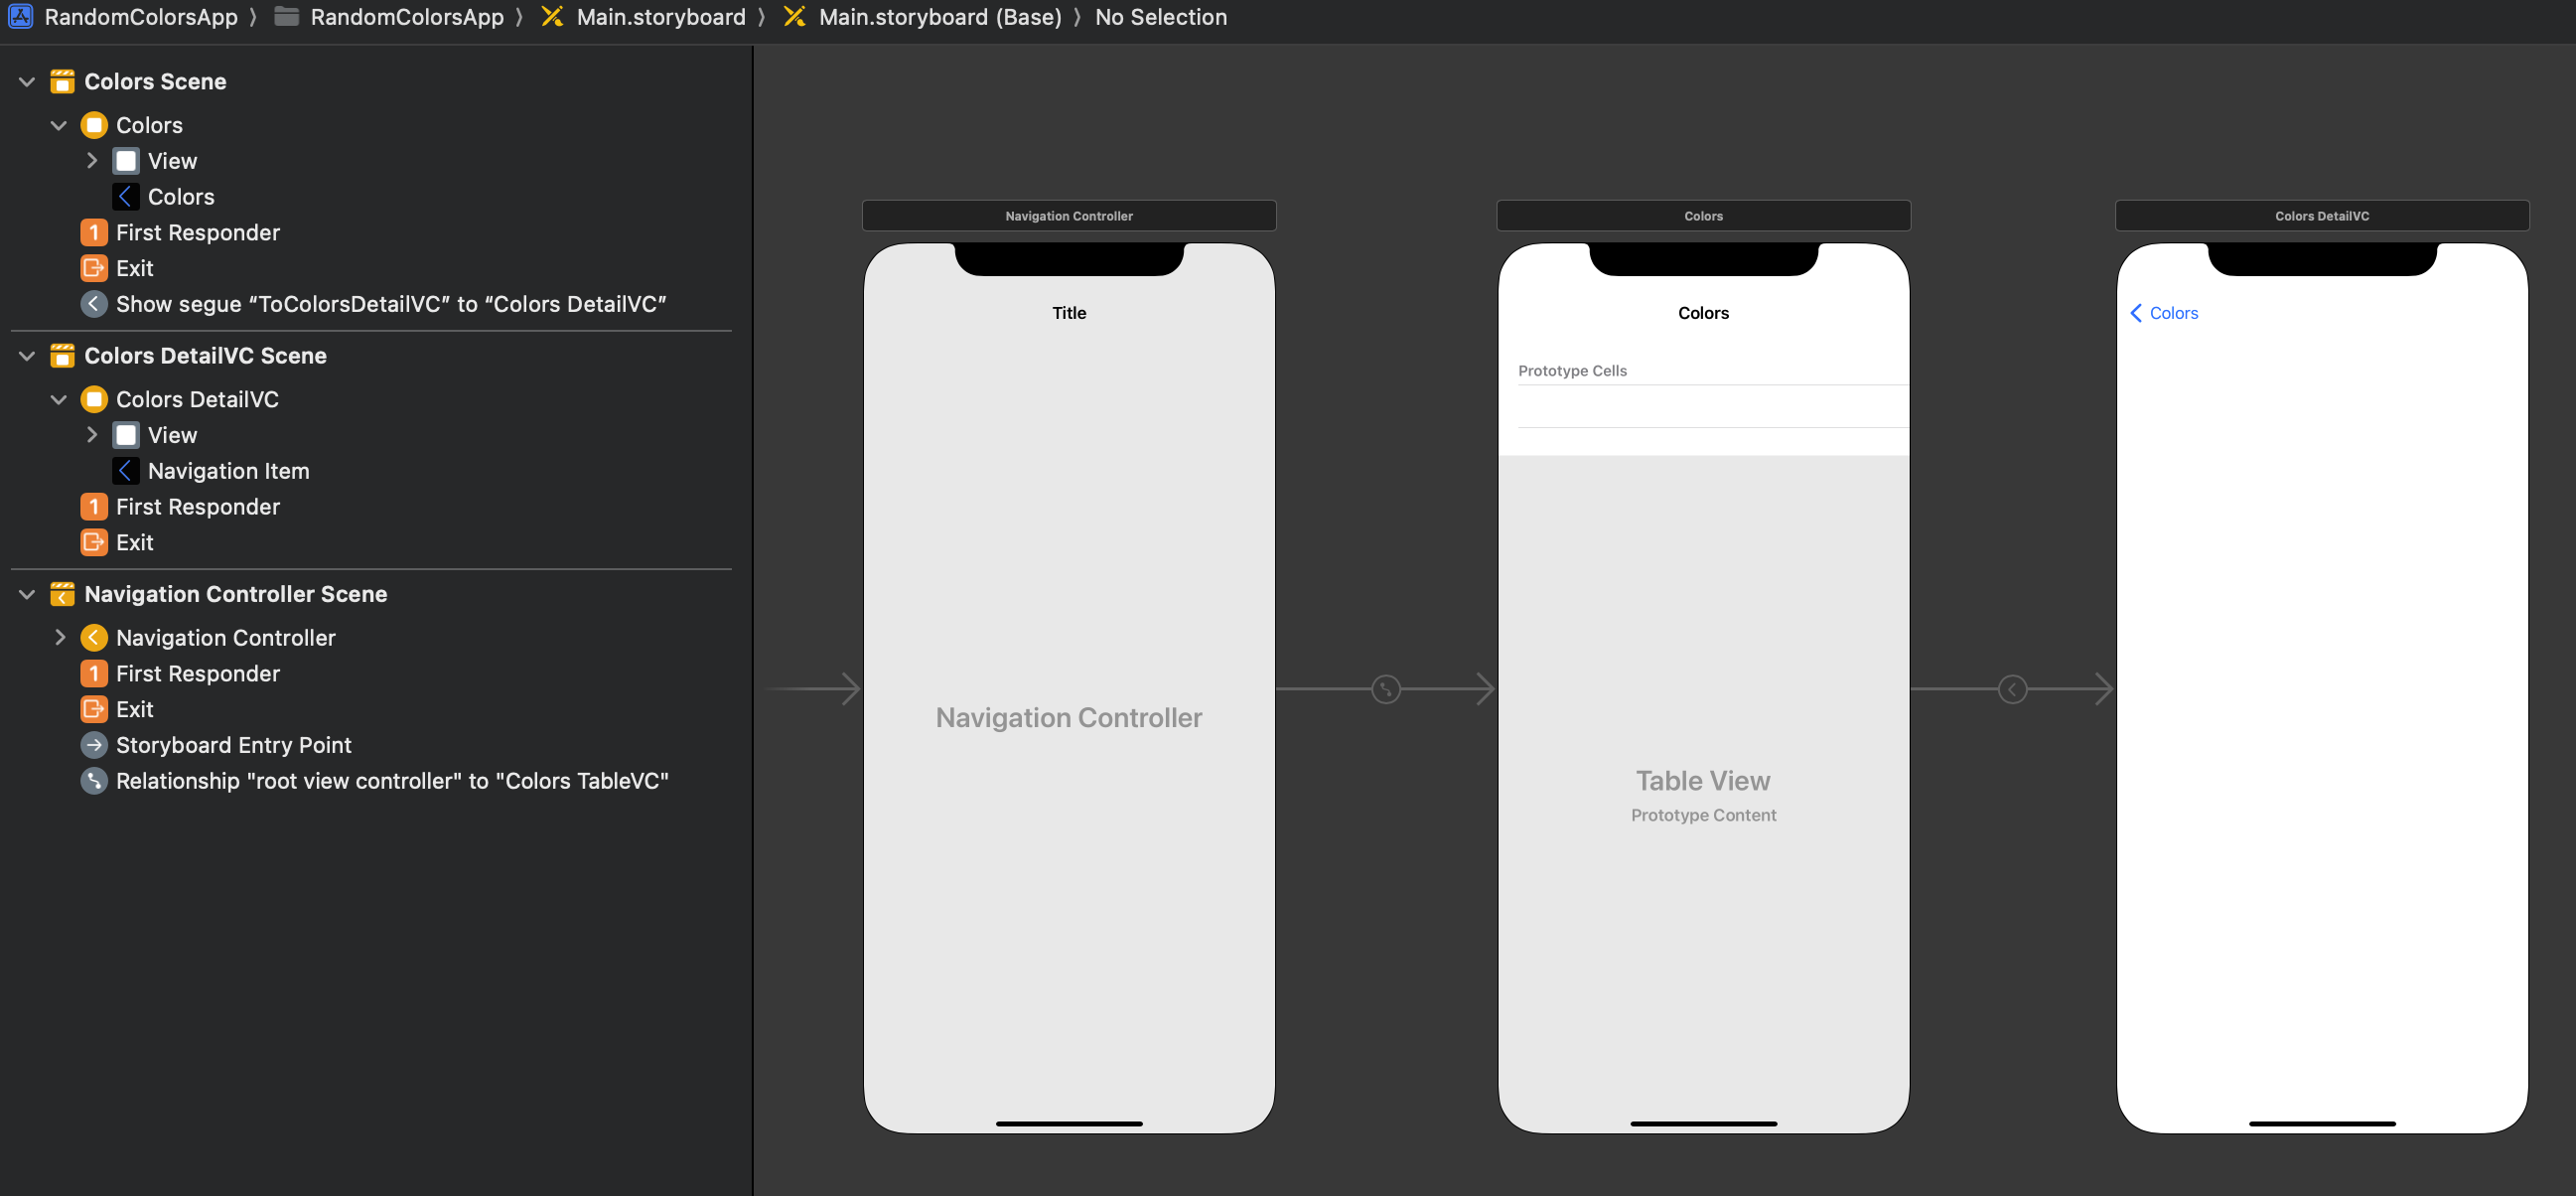 RandomColorsApp 〉 RandomColorsApp 〉 Main.storyboard 〉 Main.storyboard (Base) 〉 No Selection
Colors Scene
Colors
View
Colors
1 First Responder
Exit
Show segue “ToColorsDetailVC” to “Colors DetailVC”
Colors DetailVC Scene
Colors DetailVC
View
Navigation Item
1 First Responder
Exit
Navigation Controller Scene
Navigation Controller
1 First Responder
Exit
Storyboard Entry Point
Relationship "root view controller" to "Colors TableVC"
Navigation Controller
Title
Navigation Controller
Colors
Colors
Prototype Cells
Table View
Prototype Content
Colors DetailVC
Colors